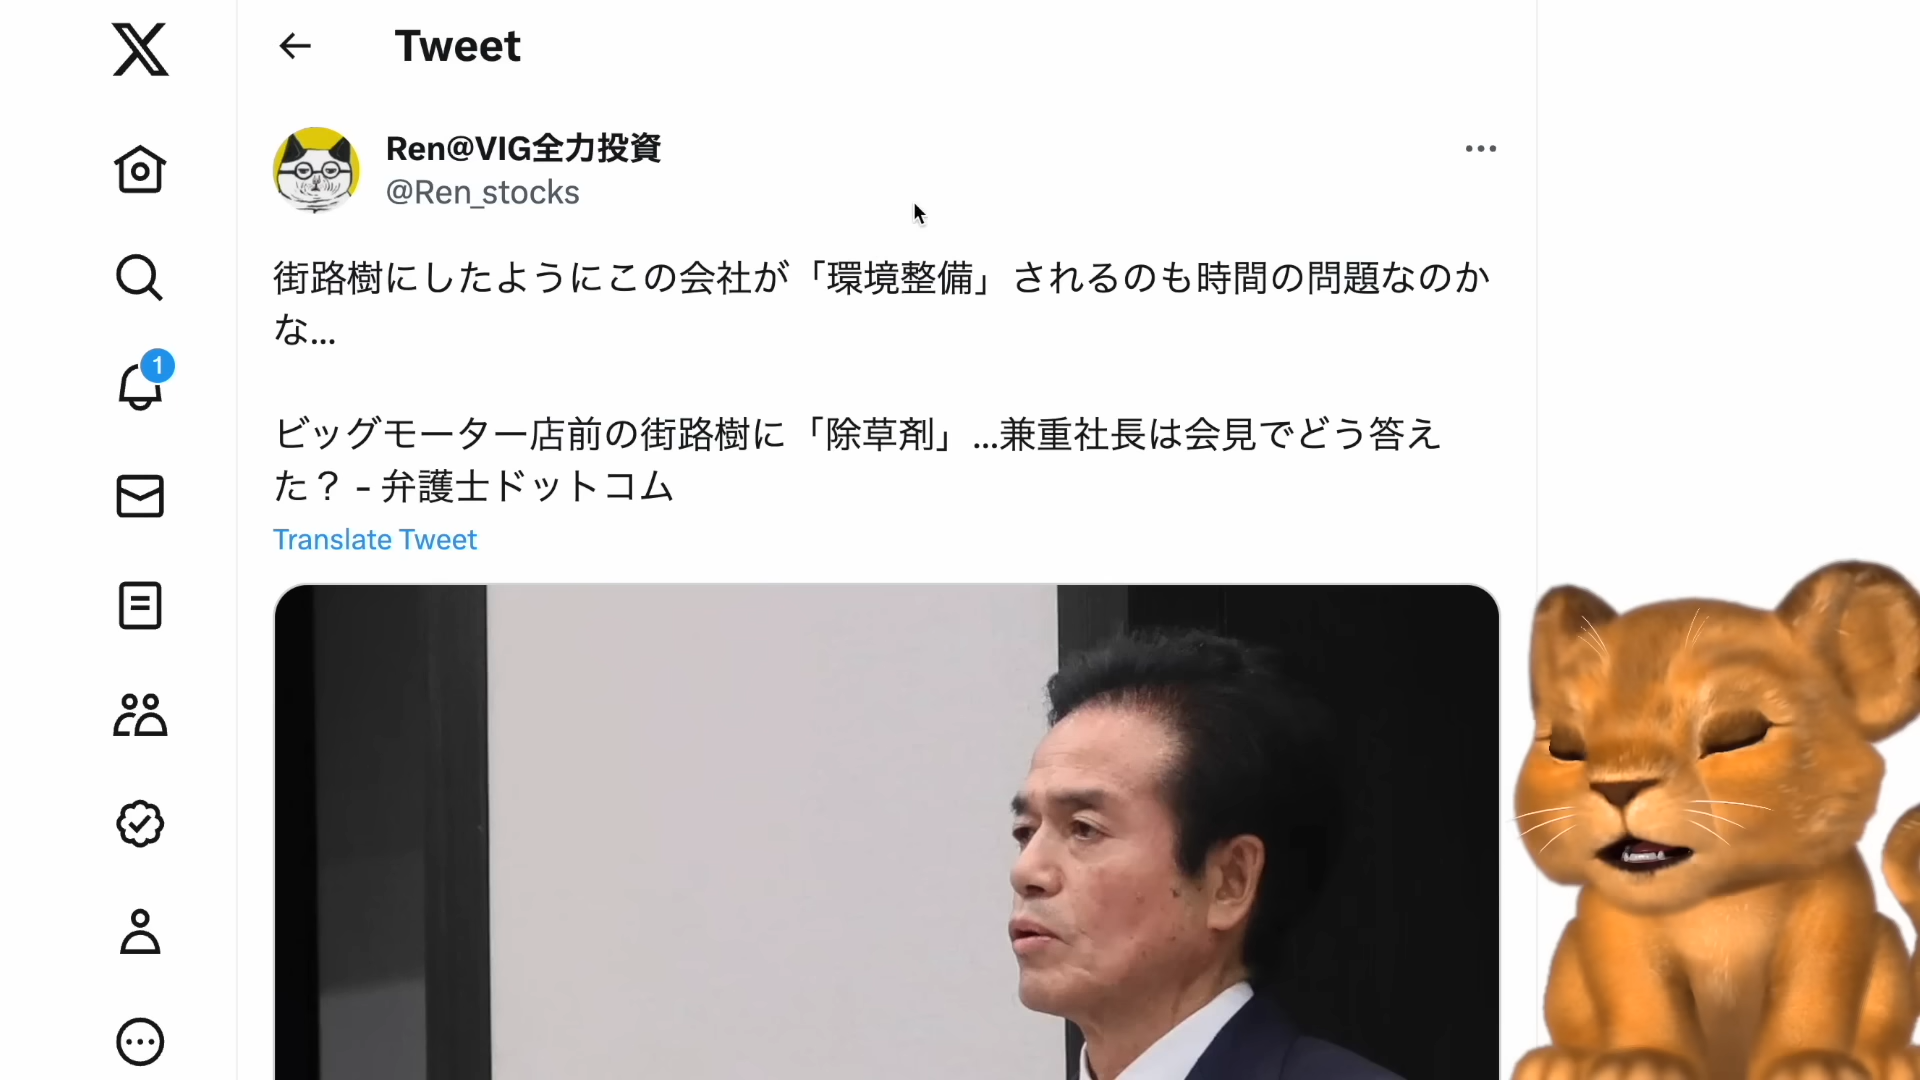 Tweet
Ren@VIG全力投資
@Ren_stocks
街路樹にしたようにこの会社が「環境整備」されるのも時間の問題なのか
な...
ビッグモーター店前の街路樹に「除草剤」...兼重社長は会見でどう答え
た？ - 弁護士ドットコム
Translate Tweet
1